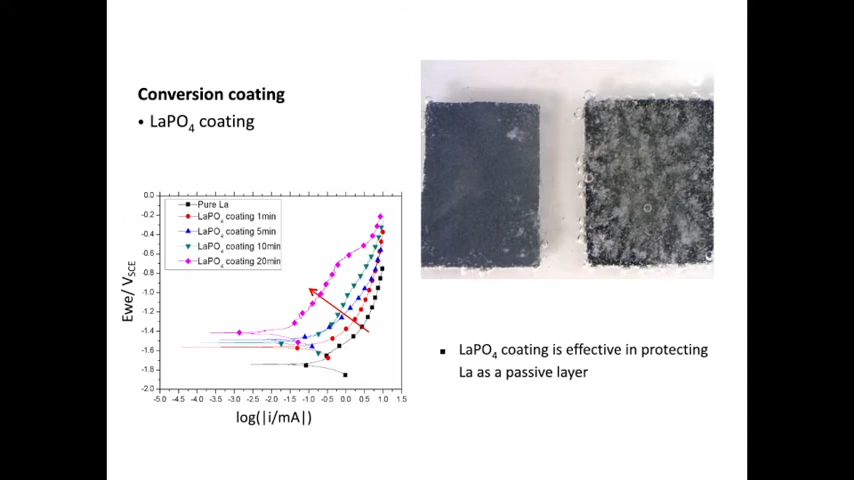 Conversion coating
• LaPO4 coating
0.0
-0.2
-0.4
-0.6
-0.8
-1.0
-1.2
-1.4
-1.6
-1.8
-2.0
Ewe/ VSCE
Pure La
LaPO4 coating 1min
LaPO4 coating 5min
LaPO4 coating 10min
LaPO4 coating 20min
-5.0 -4.5 -4.0 -3.5 -3.0 -2.5 -2.0 -1.5 -1.0 -0.5 0.0 0.5 1.0 1.5
log(|i/mA|)
▪ LaPO4 coating is effective in protecting
La as a passive layer